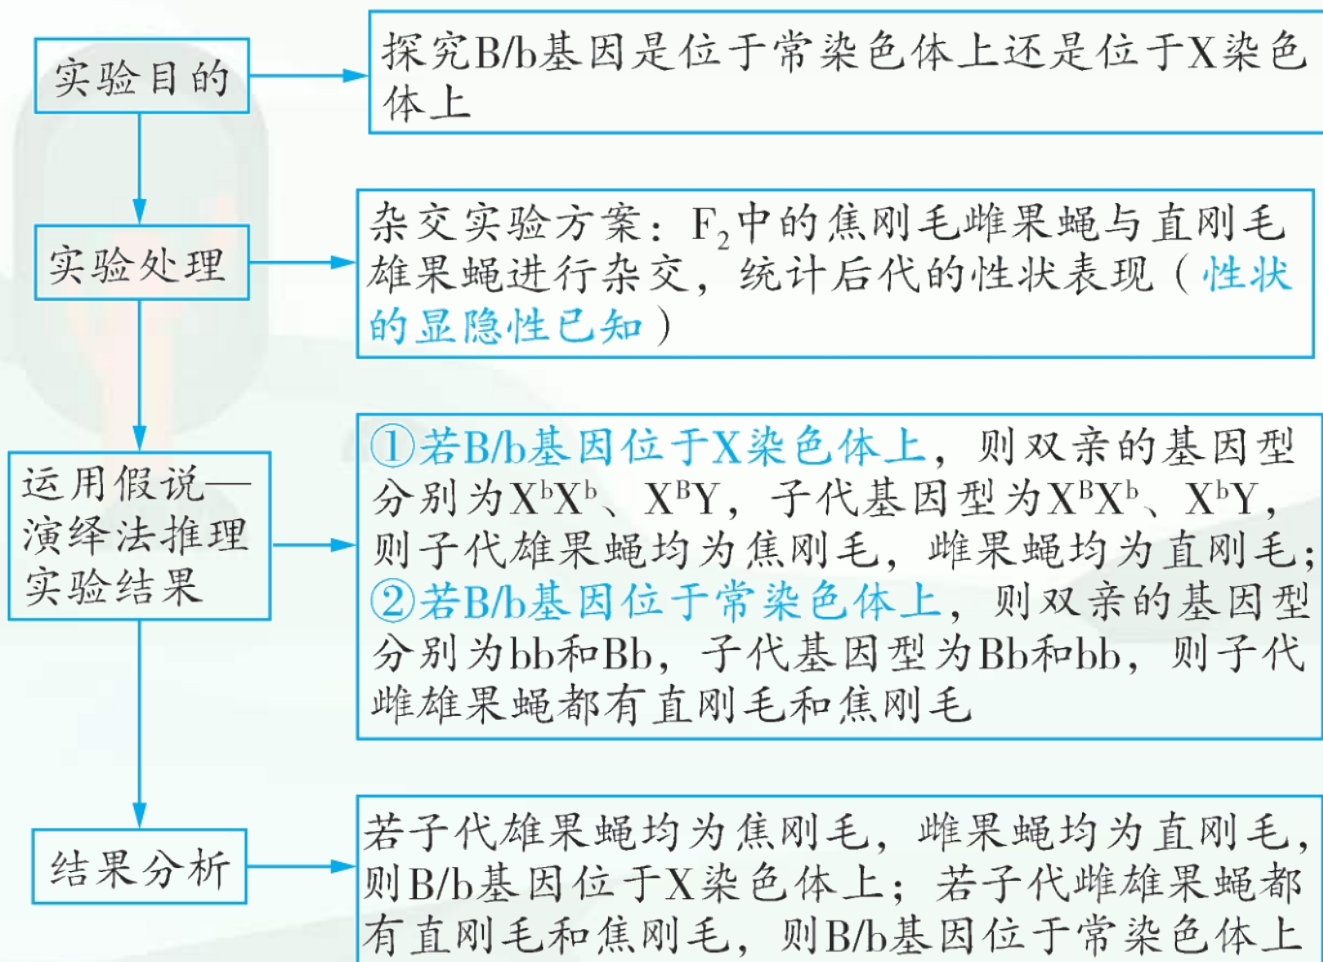 实验目的
探究B/b基因是位于常染色体上还是位于X染色
体上
实验处理
杂交实验方案：F₂中的焦刚毛雌果蝇与直刚毛
雄果蝇进行杂交，统计后代的性状表现（性状
的显隐性已知）
运用假说—
演绎法推理
实验结果
①若B/b基因位于X染色体上，则双亲的基因型
分别为XᵇXᵇ、XᴮY，子代基因型为XᴮXᵇ、XᵇY，
则子代雄果蝇均为焦刚毛，雌果蝇均为直刚毛；
②若B/b基因位于常染色体上，则双亲的基因型
分别为bb和Bb，子代基因型为Bb和bb，则子代
雌雄果蝇都有直刚毛和焦刚毛
结果分析
若子代雄果蝇均为焦刚毛，雌果蝇均为直刚毛，
则B/b基因位于X染色体上；若子代雌雄果蝇都
有直刚毛和焦刚毛，则B/b基因位于常染色体上